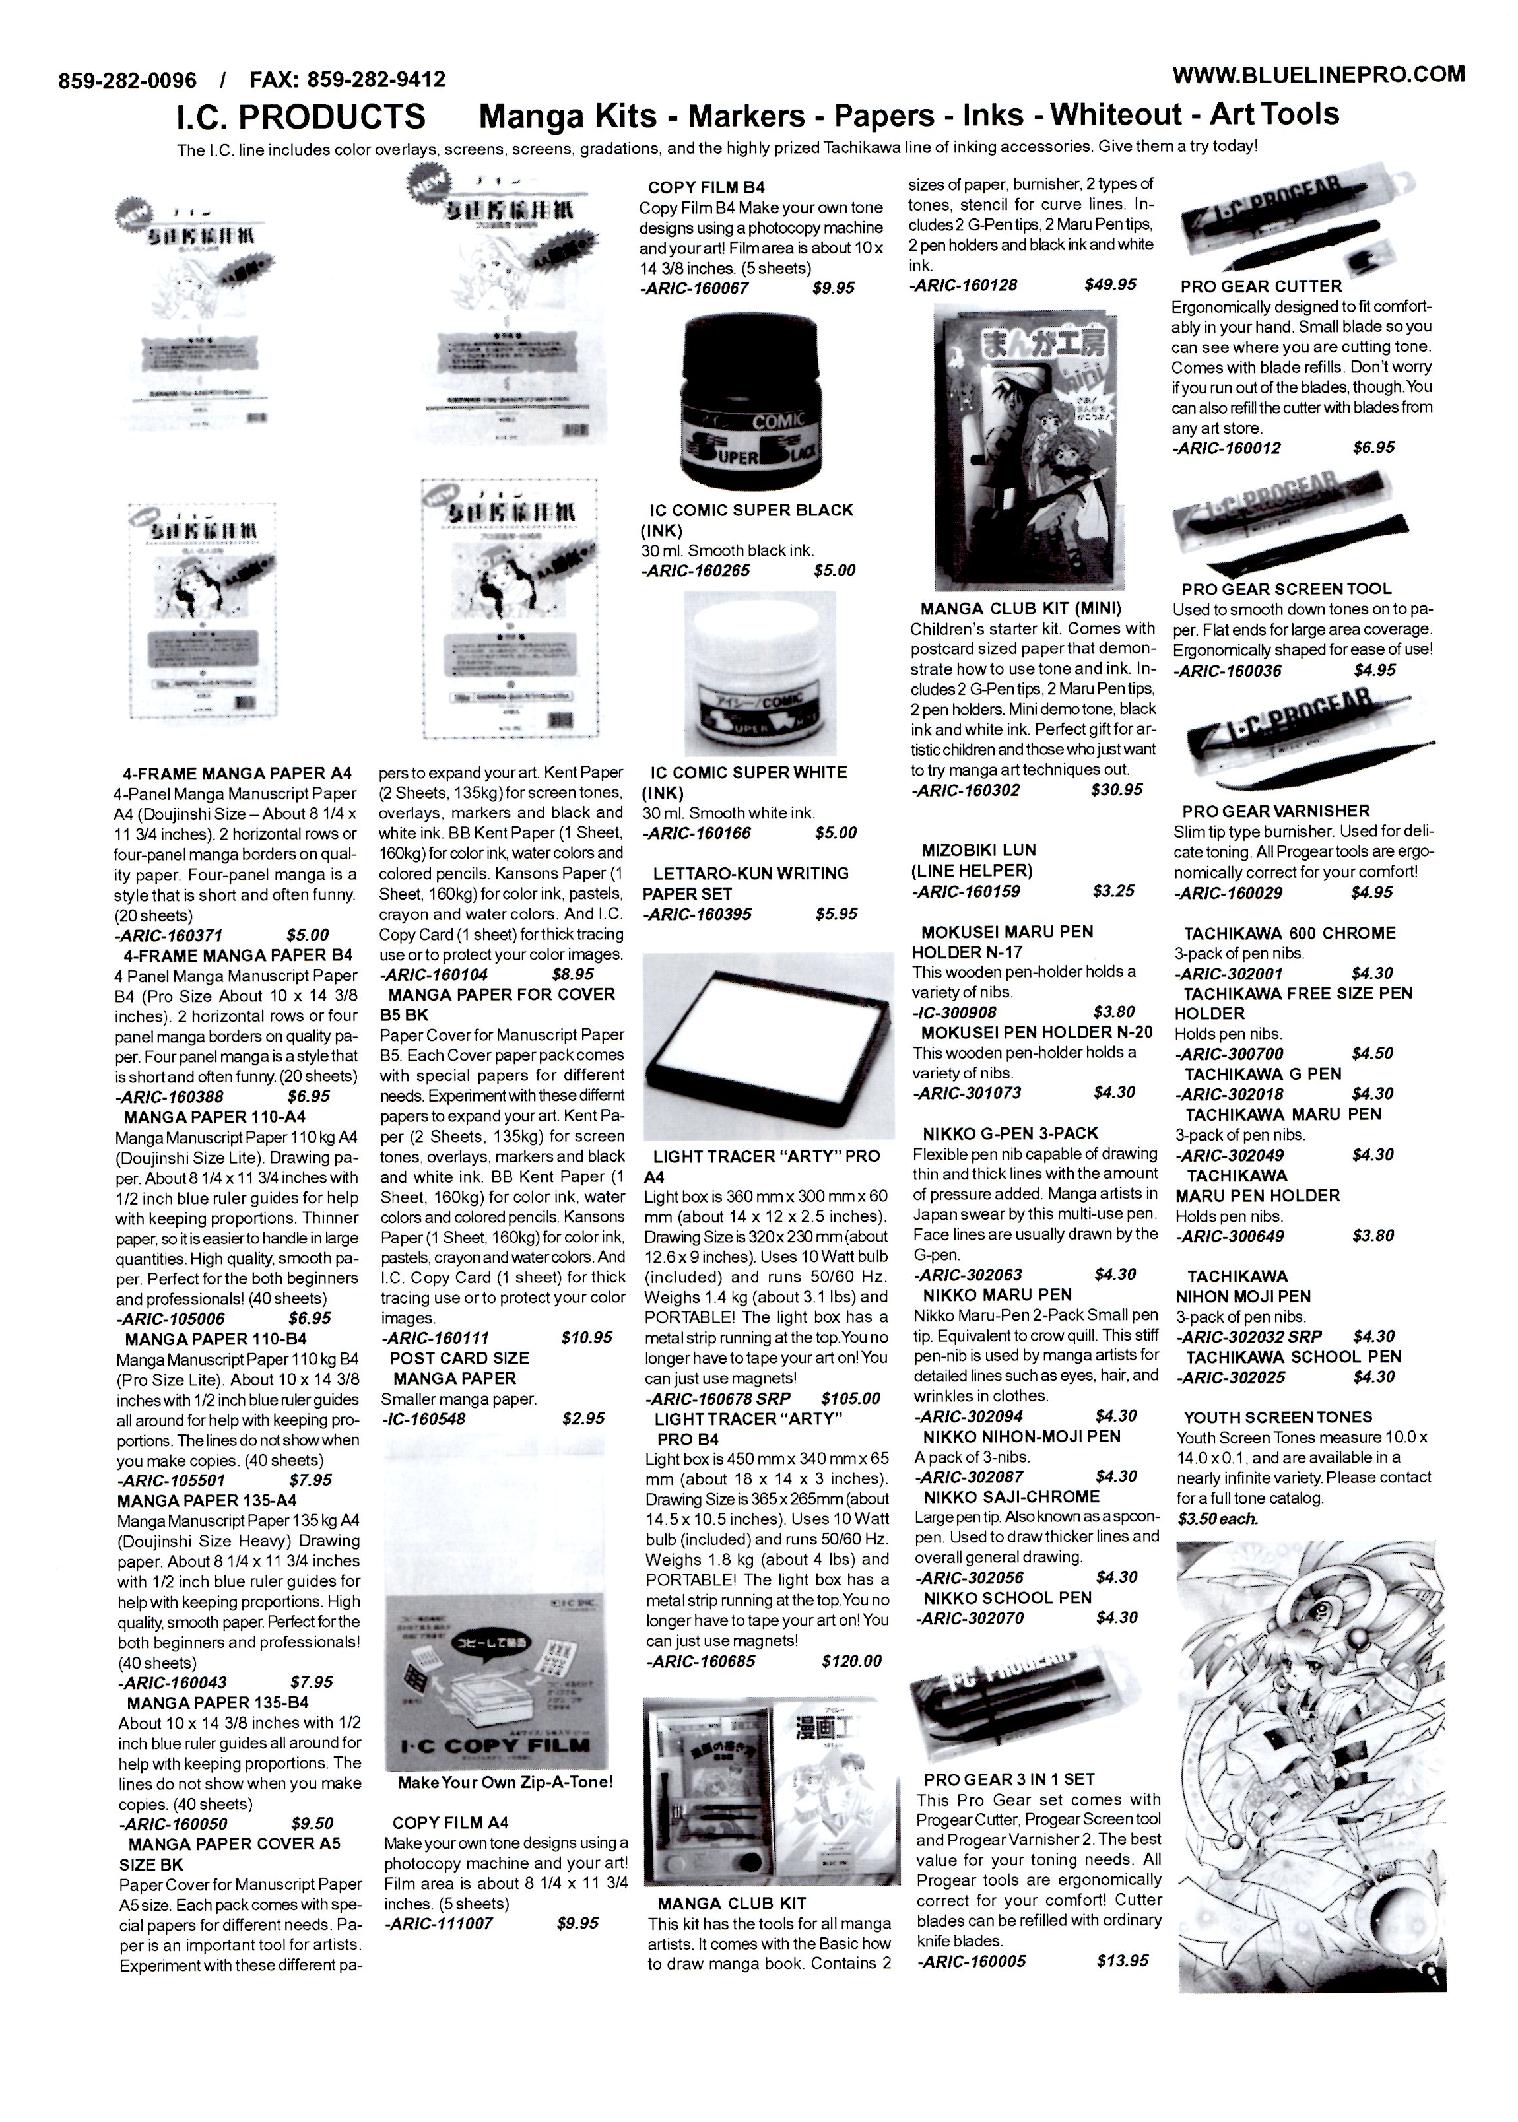 859-282-0096 / FAX: 859-282-9412
WWW.BLUELINEPRO.COM
I.C. PRODUCTS Manga Kits - Markers - Papers - Inks - Whiteout - Art Tools
The I.C. line includes color overlays, screens, screens, gradations, and the highly prized Tachikawa line of inking accessories. Give them a try today!
NEW
NEW
4-FRAME MANGA PAPER A4
4-Panel Manga Manuscript Paper
A4 (Doujinshi Size – About 8 1/4 x
11 3/4 inches). 2 horizontal rows or
four-panel manga borders on qual-
ity paper. Four-panel manga is a
style that is short and often funny.
(20 sheets)
-ARIC-160371 $5.00
4-FRAME MANGA PAPER B4
4 Panel Manga Manuscript Paper
B4 (Pro Size About 10 x 14 3/8
inches). 2 horizontal rows or four
panel manga borders on quality pa-
per. Four panel manga is a style that
is short and often funny. (20 sheets)
-ARIC-160388 $6.95
MANGA PAPER 110-A4
Manga Manuscript Paper 110 kg A4
(Doujinshi Size Lite). Drawing pa-
per. About 8 1/4 x 11 3/4 inches with
1/2 inch blue ruler guides for help
with keeping proportions. Thinner
paper, so it is easier to handle in large
quantities. High quality, smooth pa-
per. Perfect for the both beginners
and professionals! (40 sheets)
-ARIC-105006 $6.95
MANGA PAPER 110-B4
Manga Manuscript Paper 110 kg B4
(Pro Size Lite). About 10 x 14 3/8
inches with 1/2 inch blue ruler guides
all around for help with keeping pro-
portions. The lines do not show when
you make copies. (40 sheets)
-ARIC-105501 $7.95
MANGA PAPER 135-A4
Manga Manuscript Paper 135 kg A4
(Doujinshi Size Heavy) Drawing
paper. About 8 1/4 x 11 3/4 inches
with 1/2 inch blue ruler guides for
help with keeping proportions. High
quality, smooth paper. Perfect for the
both beginners and professionals!
(40 sheets)
-ARIC-160043 $7.95
MANGA PAPER 135-B4
About 10 x 14 3/8 inches with 1/2
inch blue ruler guides all around for
help with keeping proportions. The
lines do not show when you make
copies. (40 sheets)
-ARIC-160050 $9.50
MANGA PAPER COVER A5
SIZE BK
Paper Cover for Manuscript Paper
A5 size. Each pack comes with spe-
cial papers for different needs. Pa-
per is an important tool for artists.
Experiment with these different pa-
pers to expand your art. Kent Paper
(2 Sheets, 135kg) for screen tones,
overlays, markers and black and
white ink. BB Kent Paper (1 Sheet,
160kg) for color ink, water colors and
colored pencils. Kansons Paper (1
Sheet, 160kg) for color ink, pastels,
crayon and water colors. And I.C.
Copy Card (1 sheet) for thick tracing
use or to protect your color images.
-ARIC-160104 $8.95
MANGA PAPER FOR COVER
B5 BK
Paper Cover for Manuscript Paper
B5. Each Cover paper pack comes
with special papers for different
needs. Experiment with these differnt
papers to expand your art. Kent Pa-
per (2 Sheets, 135kg) for screen
tones, overlays, markers and black
and white ink. BB Kent Paper (1
Sheet, 160kg) for color ink, water
colors and colored pencils. Kansons
Paper (1 Sheet, 160kg) for color ink,
pastels, crayon and water colors. And
I.C. Copy Card (1 sheet) for thick
tracing use or to protect your color
images.
-ARIC-160111 $10.95
POST CARD SIZE
MANGA PAPER
Smaller manga paper.
-IC-160548 $2.95
コピーして簡単
I·C COPY FILM
Make Your Own Zip-A-Tone!
COPY FILM A4
Make your own tone designs using a
photocopy machine and your art!
Film area is about 8 1/4 x 11 3/4
inches. (5 sheets)
-ARIC-111007 $9.95
COPY FILM B4
Copy Film B4 Make your own tone
designs using a photocopy machine
and your art! Film area is about 10 x
14 3/8 inches. (5 sheets)
-ARIC-160067 $9.95
COMIC
SUPER BLACK
IC COMIC SUPER BLACK
(INK)
30 ml. Smooth black ink.
-ARIC-160265 $5.00
アイシー/COMIC
SUPER WHITE
IC COMIC SUPER WHITE
(INK)
30 ml. Smooth white ink.
-ARIC-160166 $5.00
LETTARO-KUN WRITING
PAPER SET
-ARIC-160395 $5.95
LIGHT TRACER “ARTY” PRO
A4
Light box is 360 mm x 300 mm x 60
mm (about 14 x 12 x 2.5 inches).
Drawing Size is 320 x 230 mm (about
12.6 x 9 inches). Uses 10 Watt bulb
(included) and runs 50/60 Hz.
Weighs 1.4 kg (about 3.1 lbs) and
PORTABLE! The light box has a
metal strip running at the top. You no
longer have to tape your art on! You
can just use magnets!
-ARIC-160678 SRP $105.00
LIGHT TRACER “ARTY”
PRO B4
Light box is 450 mm x 340 mm x 65
mm (about 18 x 14 x 3 inches).
Drawing Size is 365 x 265mm (about
14.5 x 10.5 inches). Uses 10 Watt
bulb (included) and runs 50/60 Hz.
Weighs 1.8 kg (about 4 lbs) and
PORTABLE! The light box has a
metal strip running at the top. You no
longer have to tape your art on! You
can just use magnets!
-ARIC-160685 $120.00
MANGA CLUB KIT
This kit has the tools for all manga
artists. It comes with the Basic how
to draw manga book. Contains 2
sizes of paper, burnisher, 2 types of
tones, stencil for curve lines. In-
cludes 2 G-Pen tips, 2 Maru Pen tips,
2 pen holders and black ink and white
ink.
-ARIC-160128 $49.95
まんが工房
mini
MANGA CLUB KIT (MINI)
Children's starter kit. Comes with
postcard sized paper that demon-
strate how to use tone and ink. In-
cludes 2 G-Pen tips, 2 Maru Pen tips,
2 pen holders. Mini demo tone, black
ink and white ink. Perfect gift for ar-
tistic children and those who just want
to try manga art techniques out.
-ARIC-160302 $30.95
MIZOBIKI LUN
(LINE HELPER)
-ARIC-160159 $3.25
MOKUSEI MARU PEN
HOLDER N-17
This wooden pen-holder holds a
variety of nibs.
-IC-300908 $3.80
MOKUSEI PEN HOLDER N-20
This wooden pen-holder holds a
variety of nibs.
-ARIC-301073 $4.30
NIKKO G-PEN 3-PACK
Flexible pen nib capable of drawing
thin and thick lines with the amount
of pressure added. Manga artists in
Japan swear by this multi-use pen.
Face lines are usually drawn by the
G-pen.
-ARIC-302063 $4.30
NIKKO MARU PEN
Nikko Maru-Pen 2-Pack Small pen
tip. Equivalent to crow quill. This stiff
pen-nib is used by manga artists for
detailed lines such as eyes, hair, and
wrinkles in clothes.
-ARIC-302094 $4.30
NIKKO NIHON-MOJI PEN
A pack of 3-nibs.
-ARIC-302087 $4.30
NIKKO SAJI-CHROME
Large pen tip. Also known as a spoon-
pen. Used to draw thicker lines and
overall general drawing.
-ARIC-302056 $4.30
NIKKO SCHOOL PEN
-ARIC-302070 $4.30
I·C PROGEAR
PRO GEAR 3 IN 1 SET
This Pro Gear set comes with
Progear Cutter, Progear Screen tool
and Progear Varnisher 2. The best
value for your toning needs. All
Progear tools are ergonomically
correct for your comfort! Cutter
blades can be refilled with ordinary
knife blades.
-ARIC-160005 $13.95
I·C PROGEAR
PRO GEAR CUTTER
Ergonomically designed to fit comfort-
ably in your hand. Small blade so you
can see where you are cutting tone.
Comes with blade refills. Don't worry
if you run out of the blades, though. You
can also refill the cutter with blades from
any art store.
-ARIC-160012 $6.95
I·C PROGEAR
PRO GEAR SCREEN TOOL
Used to smooth down tones on to pa-
per. Flat ends for large area coverage.
Ergonomically shaped for ease of use!
-ARIC-160036 $4.95
I·C PROGEAR
PRO GEAR VARNISHER
Slim tip type burnisher. Used for deli-
cate toning. All Progear tools are ergo-
nomically correct for your comfort!
-ARIC-160029 $4.95
TACHIKAWA 600 CHROME
3-pack of pen nibs.
-ARIC-302001 $4.30
TACHIKAWA FREE SIZE PEN
HOLDER
Holds pen nibs.
-ARIC-300700 $4.50
TACHIKAWA G PEN
-ARIC-302018 $4.30
TACHIKAWA MARU PEN
3-pack of pen nibs.
-ARIC-302049 $4.30
TACHIKAWA
MARU PEN HOLDER
Holds pen nibs.
-ARIC-300649 $3.80
TACHIKAWA
NIHON MOJI PEN
3-pack of pen nibs.
-ARIC-302032 SRP $4.30
TACHIKAWA SCHOOL PEN
-ARIC-302025 $4.30
YOUTH SCREEN TONES
Youth Screen Tones measure 10.0 x
14.0 x 0.1, and are available in a
nearly infinite variety. Please contact
for a full tone catalog.
$3.50 each.